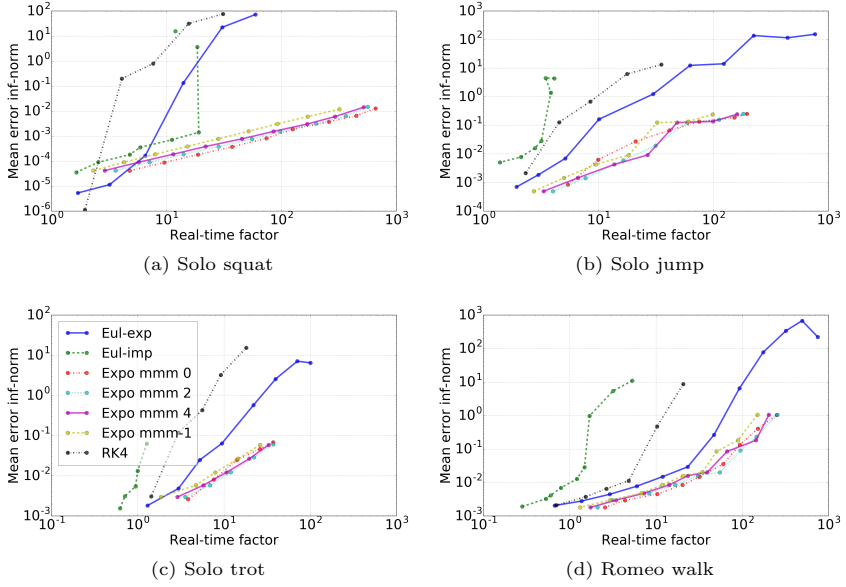 Mean error inf-norm
10^2
10^1
10^0
10^-1
10^-2
10^-3
10^-4
10^-5
10^-6
10^0
10^1
10^2
10^3
Real-time factor
(a) Solo squat
Mean error inf-norm
10^3
10^2
10^1
10^0
10^-1
10^-2
10^-3
10^-4
10^0
10^1
10^2
10^3
Real-time factor
(b) Solo jump
Mean error inf-norm
10^2
10^1
10^0
10^-1
10^-2
10^-3
Eul-exp
Eul-imp
Expo mmm 0
Expo mmm 2
Expo mmm 4
Expo mmm -1
RK4
10^-1
10^0
10^1
10^2
10^3
Real-time factor
(c) Solo trot
Mean error inf-norm
10^3
10^2
10^1
10^0
10^-1
10^-2
10^-3
10^-1
10^0
10^1
10^2
10^3
Real-time factor
(d) Romeo walk